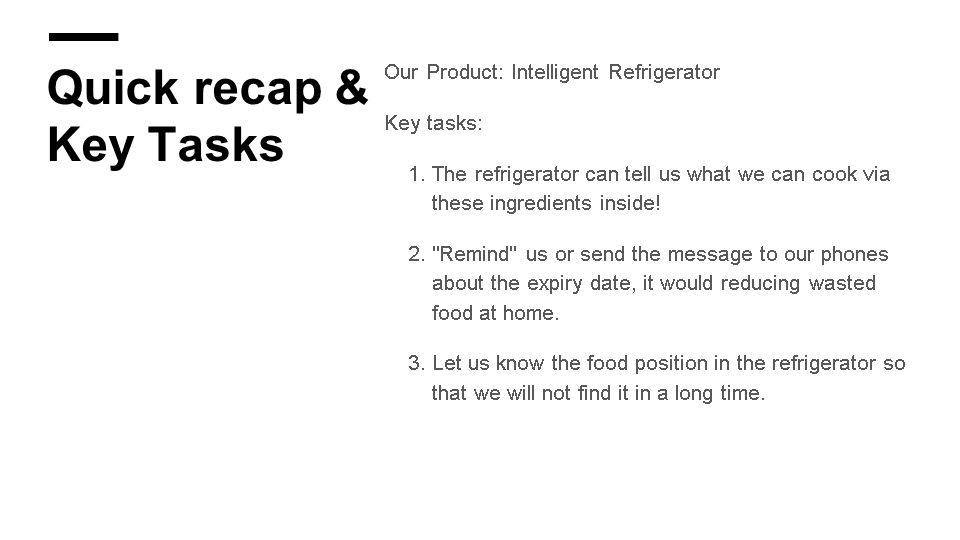 Quick recap &
Key Tasks
Our Product: Intelligent Refrigerator
Key tasks:
1. The refrigerator can tell us what we can cook via
these ingredients inside!
2. "Remind" us or send the message to our phones
about the expiry date, it would reducing wasted
food at home.
3. Let us know the food position in the refrigerator so
that we will not find it in a long time.